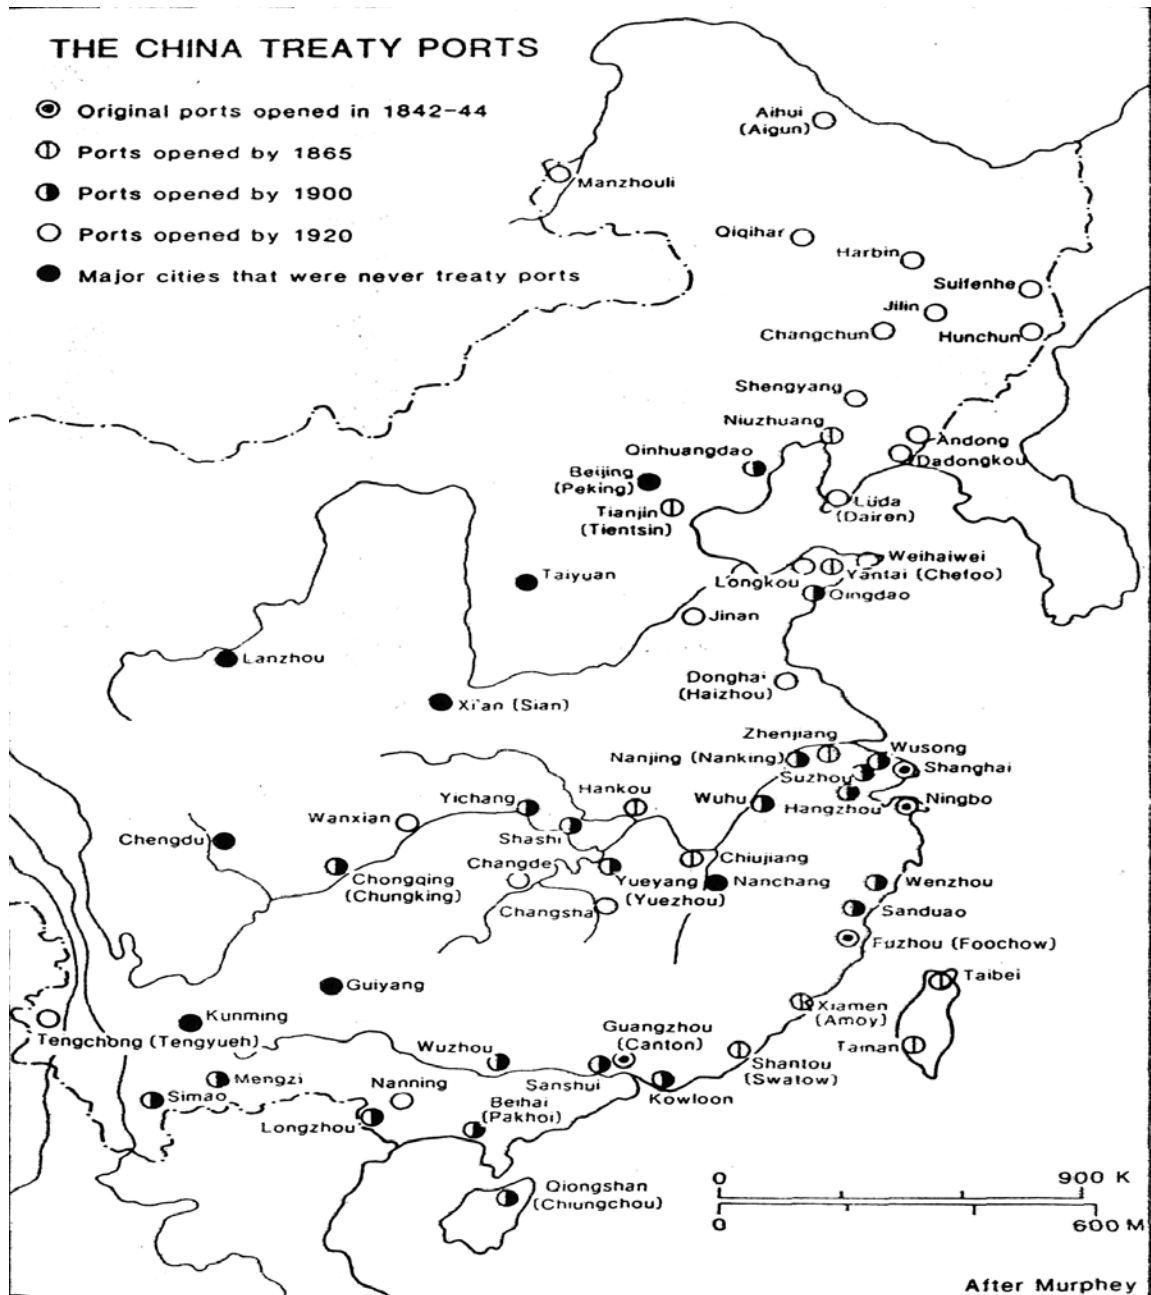 THE CHINA TREATY PORTS
Original ports opened in 1842-44
Ports opened by 1865
Ports opened by 1900
Ports opened by 1920
Major cities that were never treaty ports
Aihui
(Aigun)
Manzhouli
Qiqihar
Harbin
Suifenhe
Jilin
Changchun
Hunchun
Shengyang
Niuzhuang
Andong
Dadongkou
Qinhuangdao
Beijing
(Peking)
Tianjin
(Tientsin)
Lüda
(Dairen)
Weihaiwei
Longkou
Yantai (Chefoo)
Qingdao
Taiyuan
Jinan
Lanzhou
Donghai
(Haizhou)
Xi'an (Sian)
Zhenjiang
Wusong
Nanjing (Nanking)
Shanghai
Suzhou
Hankou
Yichang
Wuhu
Hangzhou
Ningbo
Wanxian
Shashi
Chengdu
Changde
Chiujiang
Chongqing
(Chungking)
Yueyang
(Yuezhou)
Nanchang
Wenzhou
Changsha
Sanduao
Fuzhou (Foochow)
Taibei
Guiyang
Xiamen
(Amoy)
Kunming
Tengchong (Tengyueh)
Guangzhou
(Canton)
Wuzhou
Tainan
Shantou
(Swatow)
Sanshui
Kowloon
Mengzi
Nanning
Simao
Beihai
(Pakhoi)
Longzhou
Qiongshan
(Chiungchou)
0 900 K
0 600 M
After Murphey